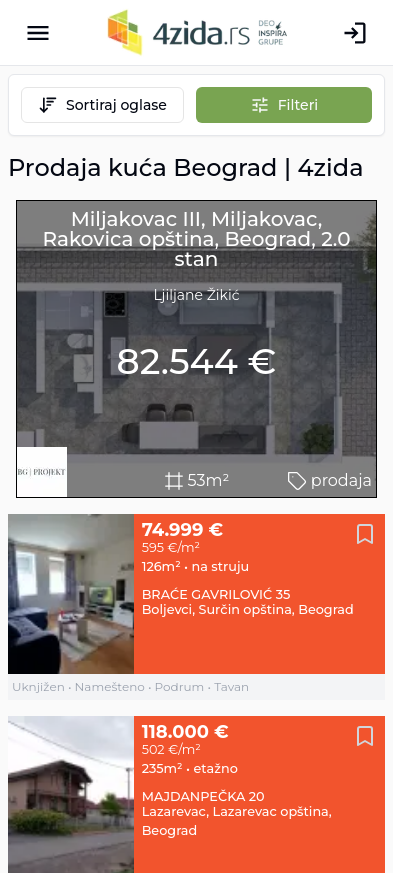 4zida.rs
DEO
INSPIRA
GRUPE
Sortiraj oglase
Filteri
Prodaja kuća Beograd | 4zida
Miljakovac III, Miljakovac,
Rakovica opština, Beograd, 2.0
stan
Ljiljane Žikić
82.544 €
BG | PROJEKT
53m²
prodaja
74.999 €
595 €/m²
126m² • na struju
BRAĆE GAVRILOVIĆ 35
Boljevci, Surčin opština, Beograd
Uknjižen • Namešteno • Podrum • Tavan
118.000 €
502 €/m²
235m² • etažno
MAJDANPEČKA 20
Lazarevac, Lazarevac opština,
Beograd